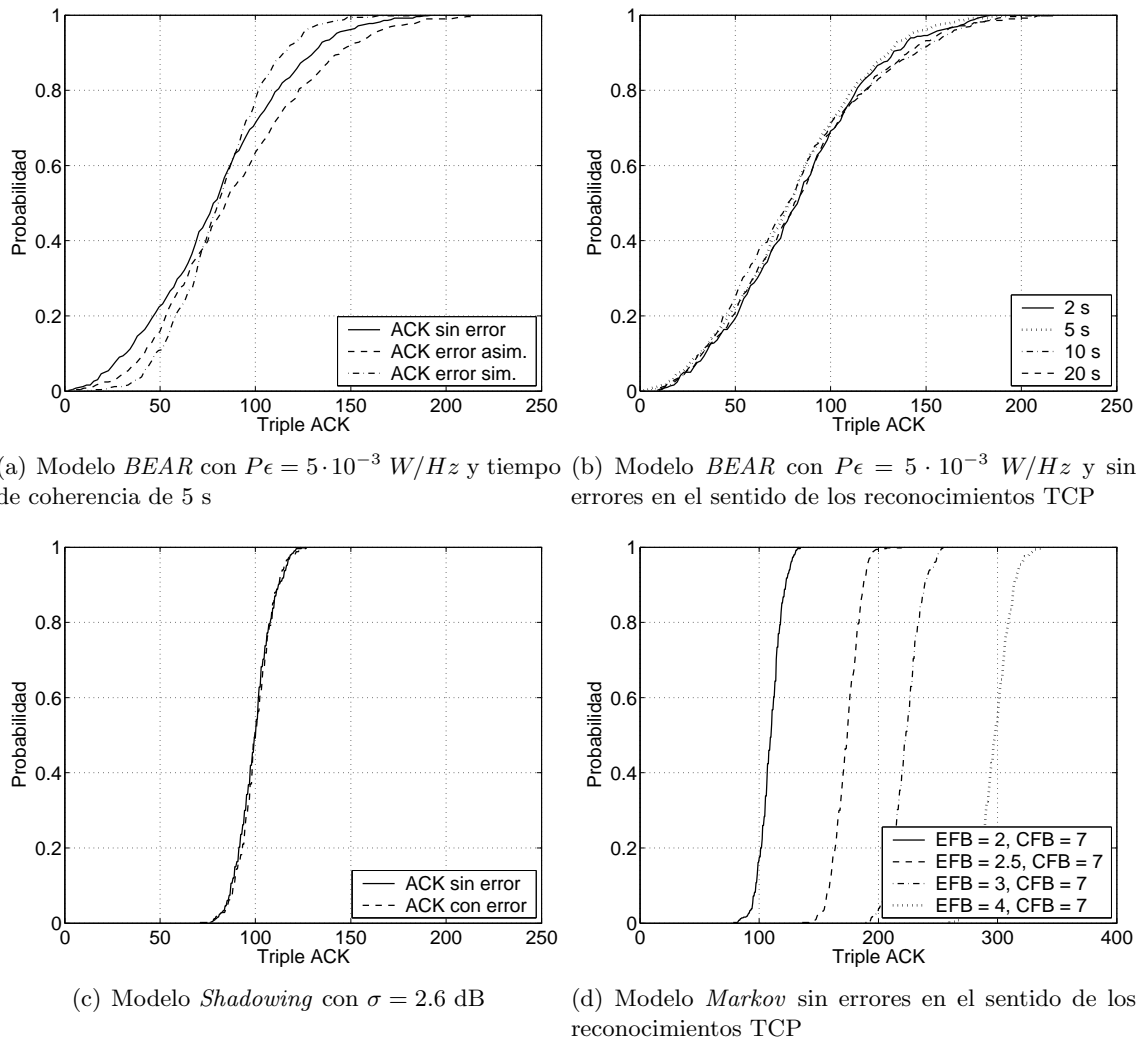 1
0.8
0.6
0.4
0.2
0
Probabilidad
0 50 100 150 200 250
Triple ACK
ACK sin error
ACK error asim.
ACK error sim.
1
0.8
0.6
0.4
0.2
0
Probabilidad
0 50 100 150 200 250
Triple ACK
2 s
5 s
10 s
20 s
(a) Modelo BEAR con Pϵ = 5·10⁻³ W/Hz y tiempo
de coherencia de 5 s
(b) Modelo BEAR con Pϵ = 5 · 10⁻³ W/Hz y sin
errores en el sentido de los reconocimientos TCP
1
0.8
0.6
0.4
0.2
0
Probabilidad
0 50 100 150 200 250
Triple ACK
ACK sin error
ACK con error
1
0.8
0.6
0.4
0.2
0
Probabilidad
0 100 200 300 400
Triple ACK
EFB = 2, CFB = 7
EFB = 2.5, CFB = 7
EFB = 3, CFB = 7
EFB = 4, CFB = 7
(c) Modelo Shadowing con σ = 2.6 dB
(d) Modelo Markov sin errores en el sentido de los
reconocimientos TCP